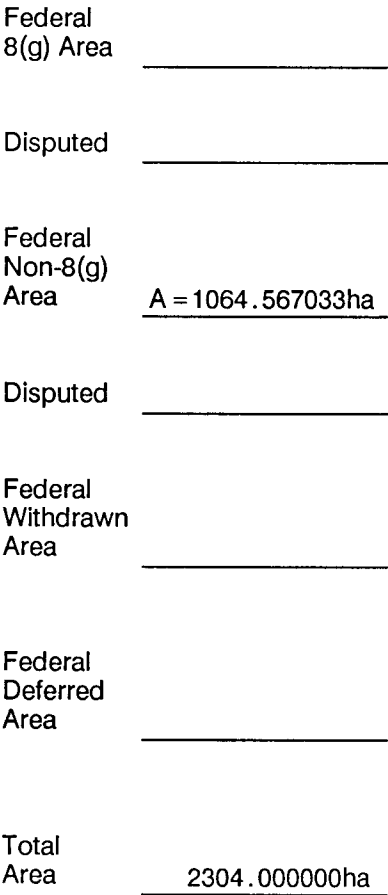 Federal
8(g) Area
Disputed
Federal
Non-8(g)
Area A = 1064.567033ha
Disputed
Federal
Withdrawn
Area
Federal
Deferred
Area
Total
Area 2304.000000ha